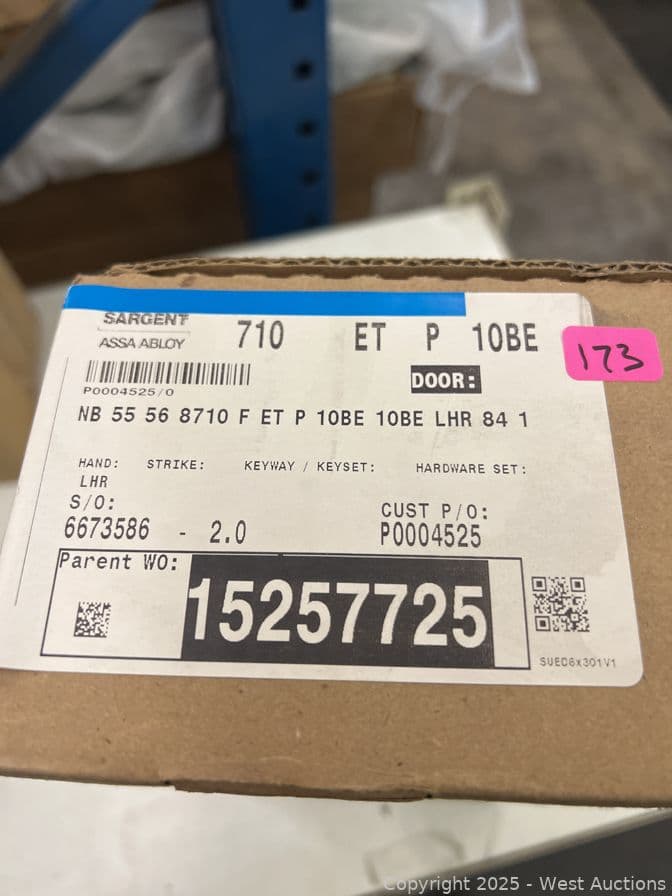 SARGENT
ASSA ABLOY
710 ET P 10BE
173
P0004525/0
DOOR:
NB 55 56 8710 F ET P 10BE 10BE LHR 84 1
HAND: STRIKE: KEYWAY / KEYSET: HARDWARE SET:
LHR
S/O: CUST P/O:
6673586 - 2.0 P0004525
Parent WO:
15257725
SUED6x301V1
Copyright 2025 - West Auctions